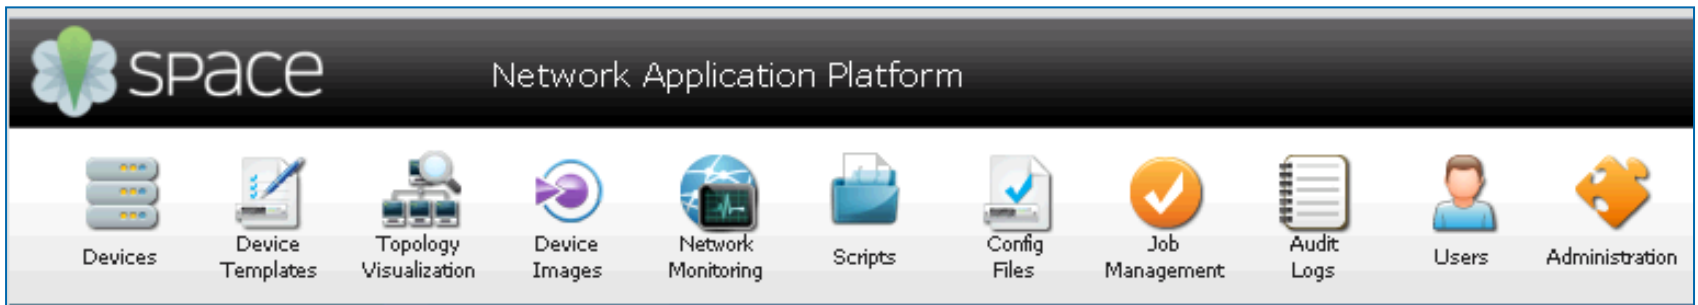 space
Network Application Platform
Devices
Device
Templates
Topology
Visualization
Device
Images
Network
Monitoring
Scripts
Config
Files
Job
Management
Audit
Logs
Users
Administration